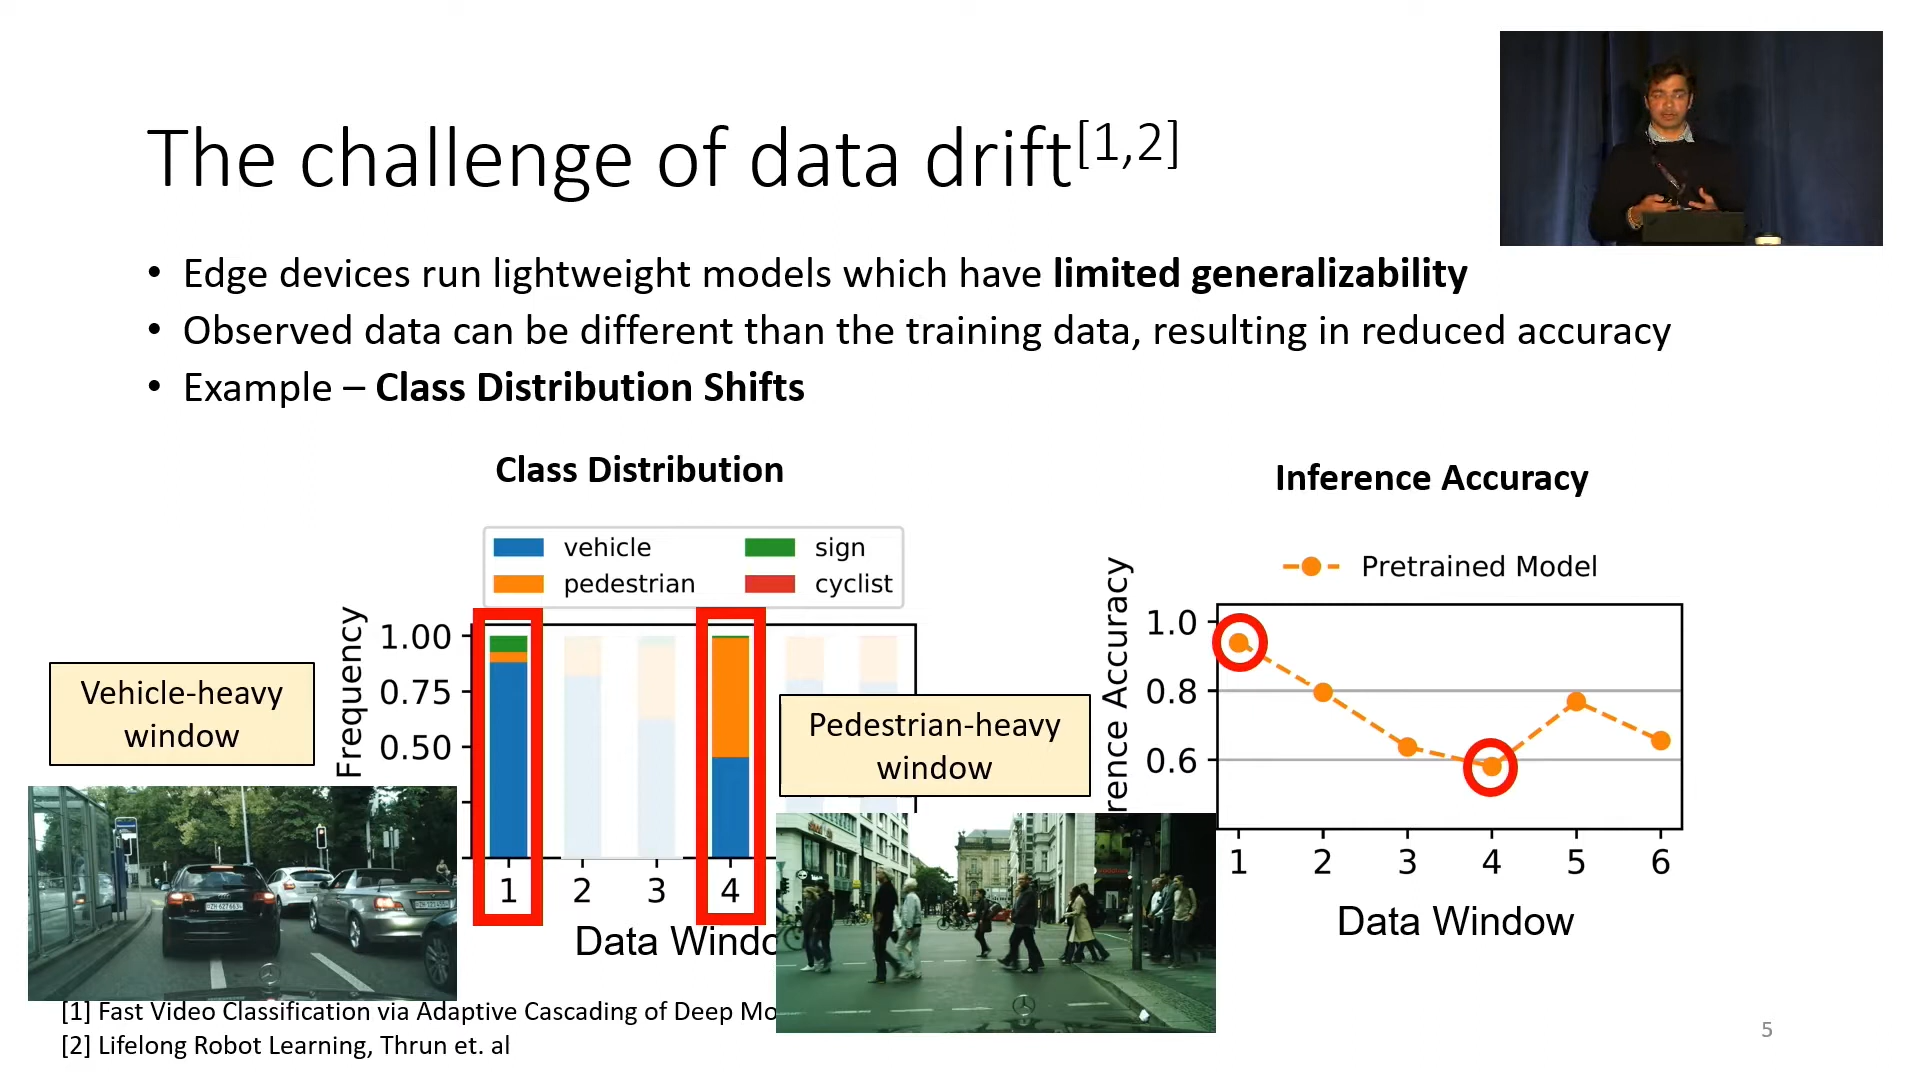 The challenge of data drift[1,2]
• Edge devices run lightweight models which have limited generalizability
• Observed data can be different than the training data, resulting in reduced accuracy
• Example – Class Distribution Shifts
Class Distribution
vehicle
sign
pedestrian
cyclist
Frequency
1.00
0.75
0.50
1
2
3
4
Data Windo
Vehicle-heavy
window
Pedestrian-heavy
window
Inference Accuracy
Pretrained Model
rence Accuracy
1.0
0.8
0.6
1 2 3 4 5 6
Data Window
[1] Fast Video Classification via Adaptive Cascading of Deep Mo
[2] Lifelong Robot Learning, Thrun et. al
5